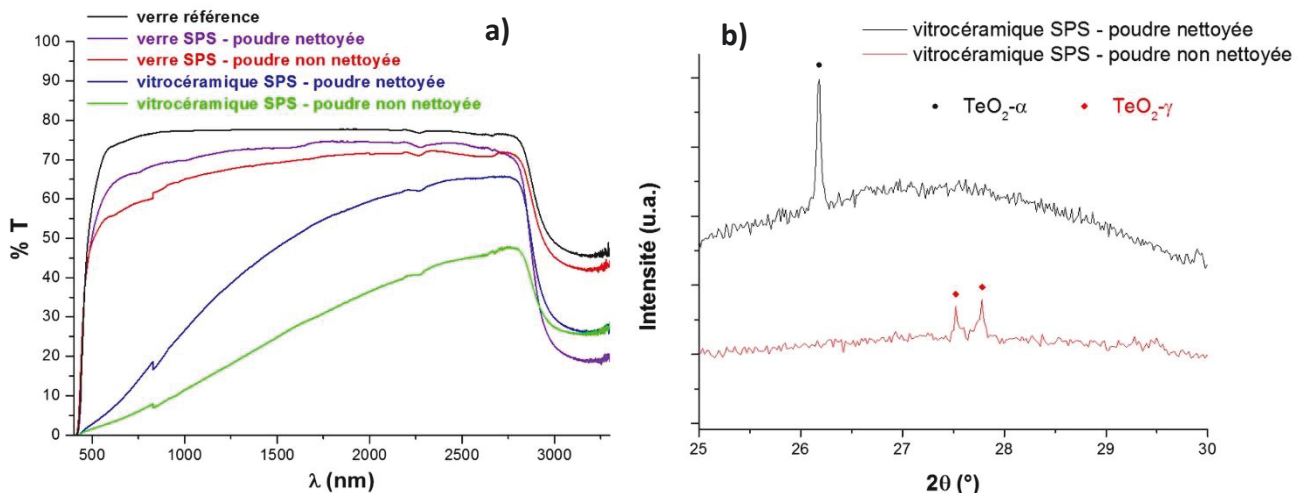 verre référence
verre SPS - poudre nettoyée
verre SPS - poudre non nettoyée
vitrocéramique SPS - poudre nettoyée
vitrocéramique SPS - poudre non nettoyée
a)
100
90
80
70
60
50
40
30
20
10
0
% T
500 1000 1500 2000 2500 3000
λ (nm)
b)
vitrocéramique SPS - poudre nettoyée
vitrocéramique SPS - poudre non nettoyée
TeO₂-α TeO₂-γ
Intensité (u.a.)
25 26 27 28 29 30
2θ (°)